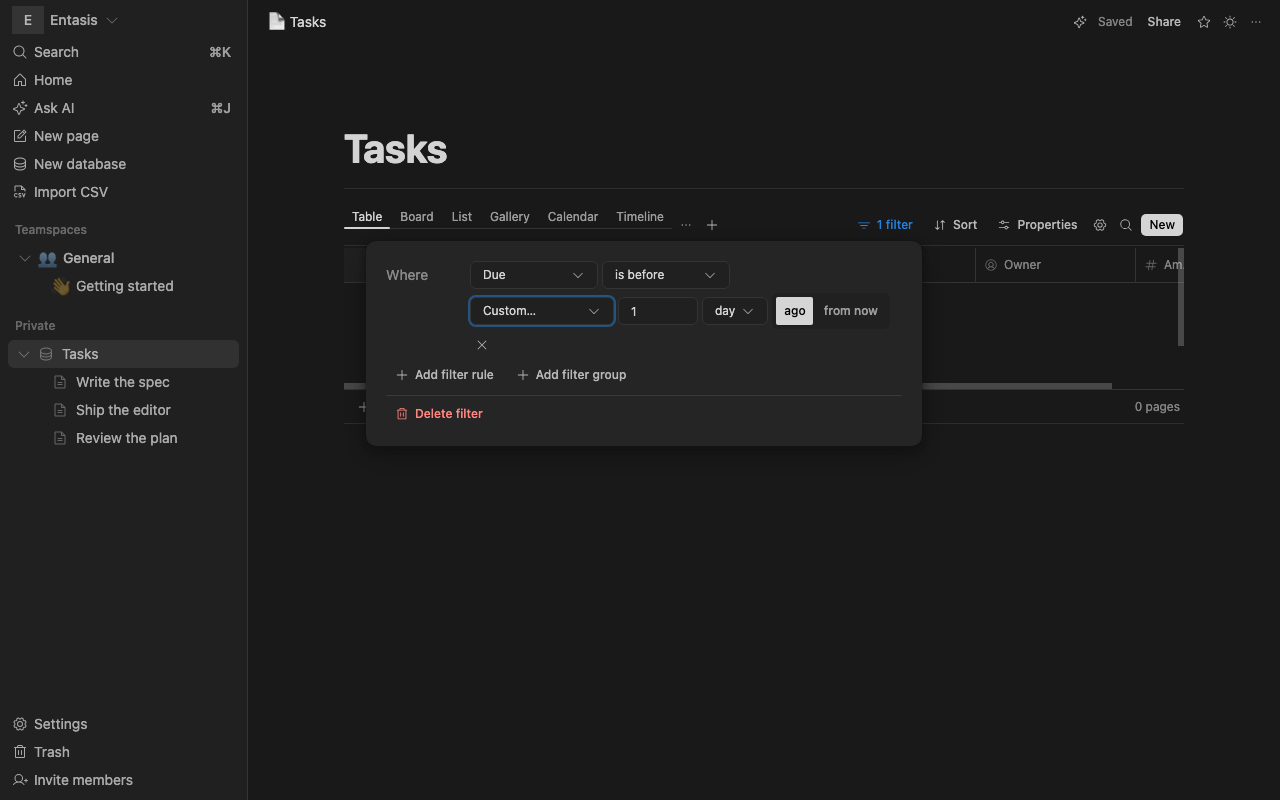 E Entasis
Search ⌘K
Home
Ask AI ⌘J
New page
New database
Import CSV
Teamspaces
General
Getting started
Private
Tasks
Write the spec
Ship the editor
Review the plan
Settings
Trash
Invite members
Tasks
Saved Share
Tasks
Table Board List Gallery Calendar Timeline
1 filter Sort Properties New
Owner # Am
Where Due is before
Custom... 1 day ago from now
Add filter rule Add filter group
Delete filter
0 pages